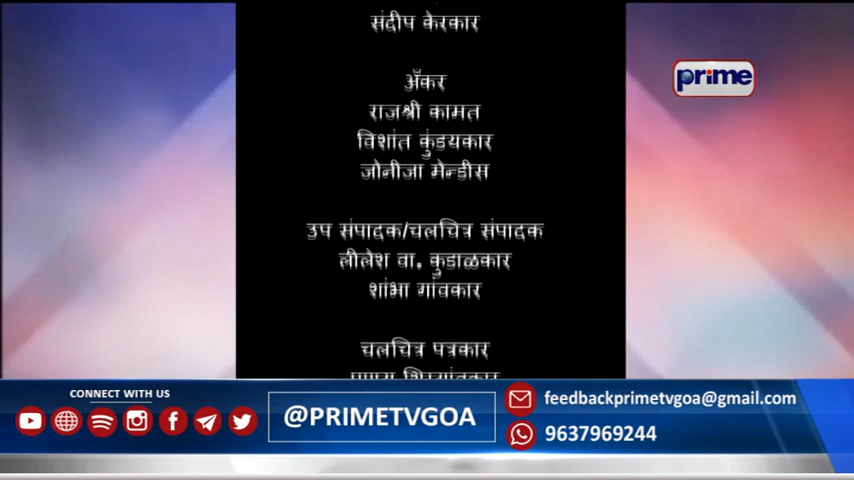 संदीप केरकार
prime
अँकर
राजश्री कामत
विशांत कुंडयकार
जोनीजा मेन्डीस
उप संपादक/चलचित्र संपादक
लीलेश वा. कुडाळकार
शांभा गांवकार
चलचित्र पत्रकार
CONNECT WITH US
@PRIMETVGOA
feedbackprimetvgoa@gmail.com
9637969244